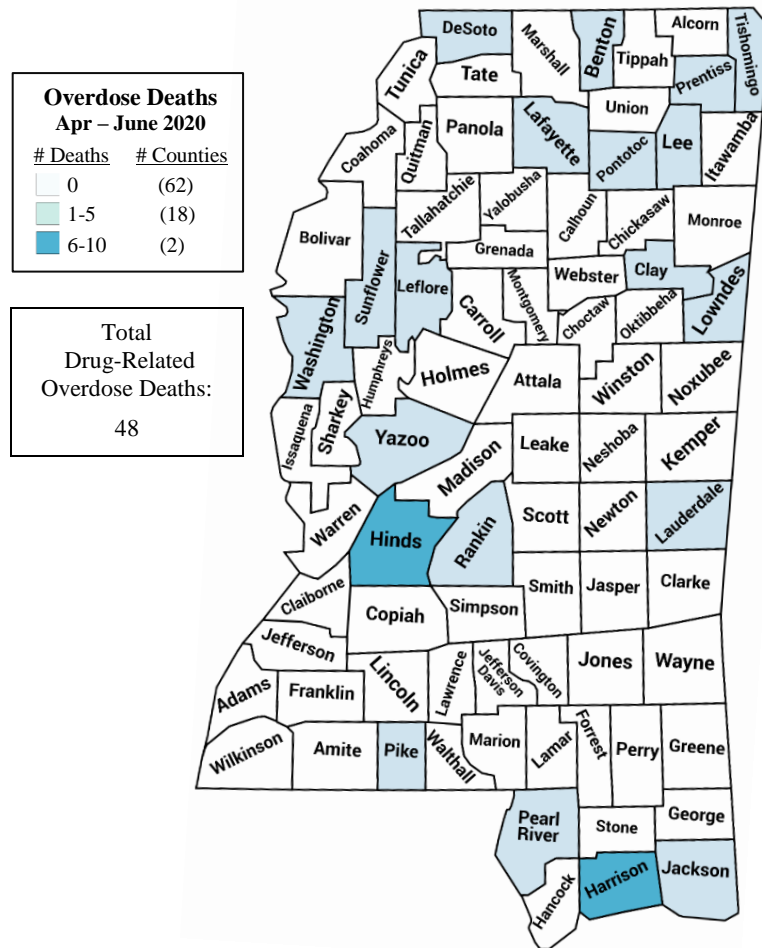 Overdose Deaths
Apr – June 2020
# Deaths # Counties
0 (62)
1-5 (18)
6-10 (2)
Total
Drug-Related
Overdose Deaths:
48
DeSoto
Tunica
Tate
Marshall
Benton
Tippah
Alcorn
Tishomingo
Prentiss
Union
Panola
Lafayette
Quitman
Coahoma
Pontotoc
Lee
Itawamba
Tallahatchie
Yalobusha
Calhoun
Chickasaw
Monroe
Bolivar
Sunflower
Leflore
Grenada
Webster
Clay
Lowndes
Washington
Carroll
Montgomery
Choctaw
Oktibbeha
Humphreys
Holmes
Attala
Winston
Noxubee
Issaquena
Sharkey
Yazoo
Madison
Leake
Neshoba
Kemper
Warren
Hinds
Rankin
Scott
Newton
Lauderdale
Claiborne
Copiah
Simpson
Smith
Jasper
Clarke
Jefferson
Lincoln
Lawrence
Jefferson
Davis
Covington
Jones
Wayne
Adams
Franklin
Wilkinson
Amite
Pike
Walthall
Marion
Lamar
Forrest
Perry
Greene
Pearl
River
Stone
George
Hancock
Harrison
Jackson